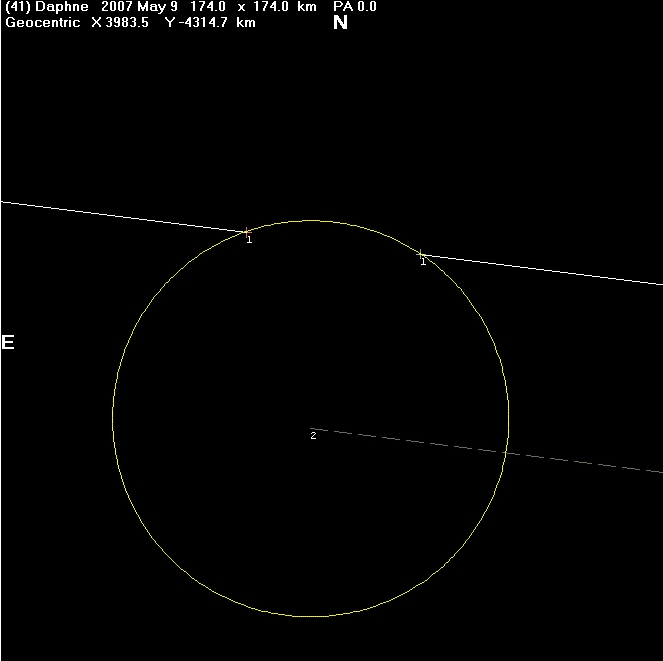 (41) Daphne 2007 May 9 174.0 x 174.0 km PA 0.0
Geocentric X 3983.5 Y -4314.7 km
N
1
1
E
2